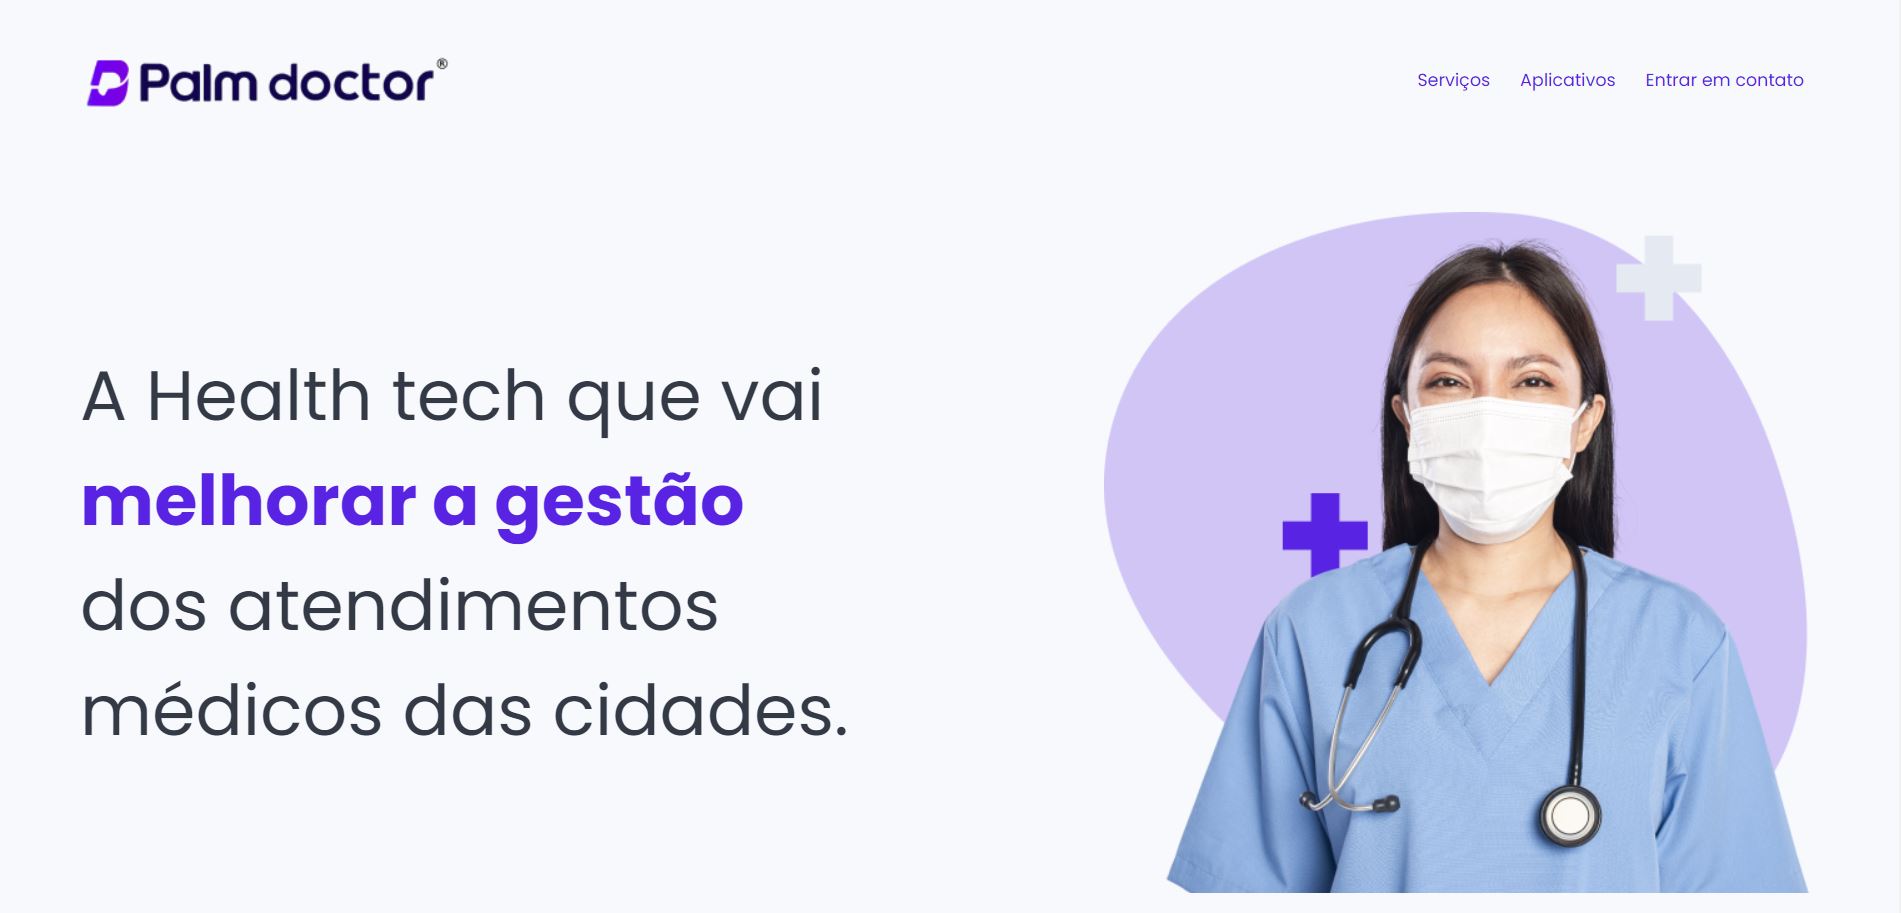 Palm doctor®
Serviços Aplicativos Entrar em contato
A Health tech que vai
melhorar a gestão
dos atendimentos
médicos das cidades.